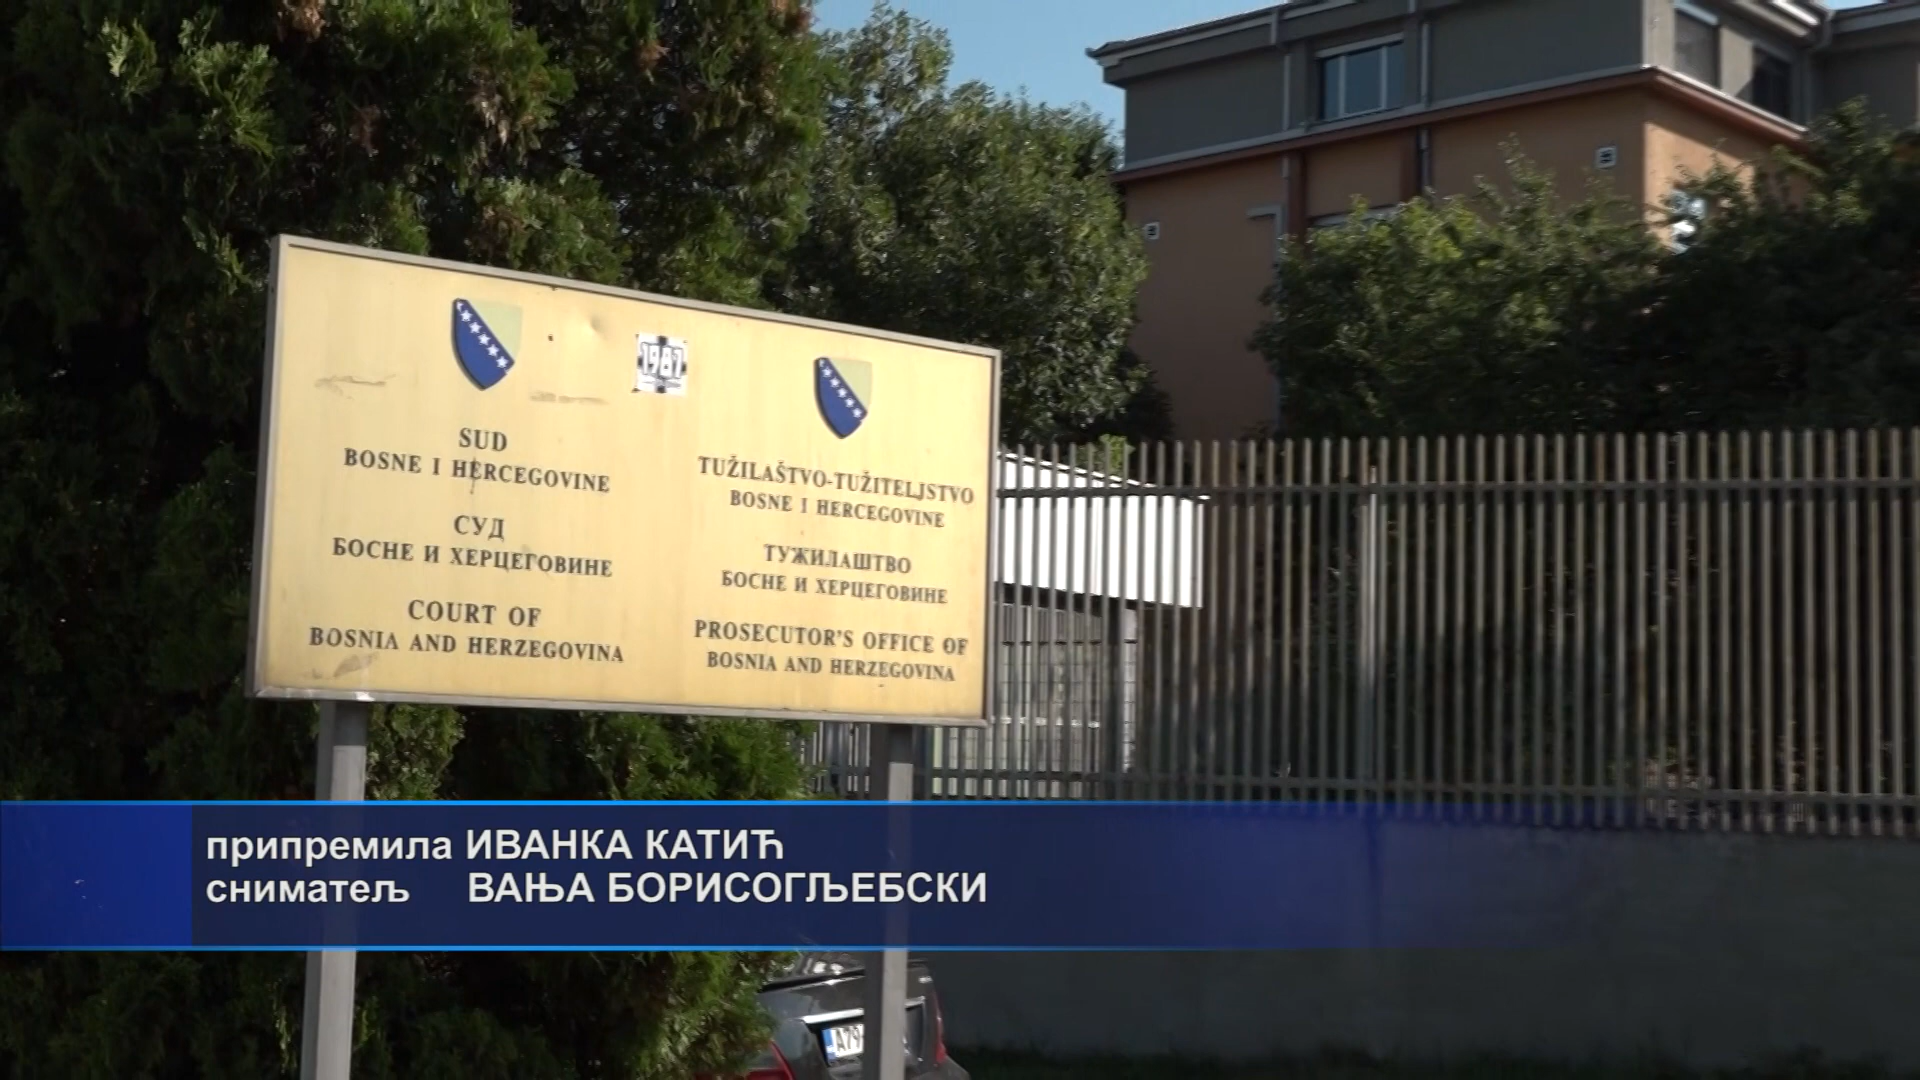 1987
SUD
BOSNE I HERCEGOVINE
СУД
БОСНЕ И ХЕРЦЕГОВИНЕ
COURT OF
BOSNIA AND HERZEGOVINA
TUŽILAŠTVO-TUŽITELJSTVO
BOSNE I HERCEGOVINE
ТУЖИЛАШТВО
БОСНЕ И ХЕРЦЕГОВИНЕ
PROSECUTOR'S OFFICE OF
BOSNIA AND HERZEGOVINA
припремила ИВАНКА КАТИЋ
сниматељ ВАЊА БОРИСОГЉЕБСКИ
A79